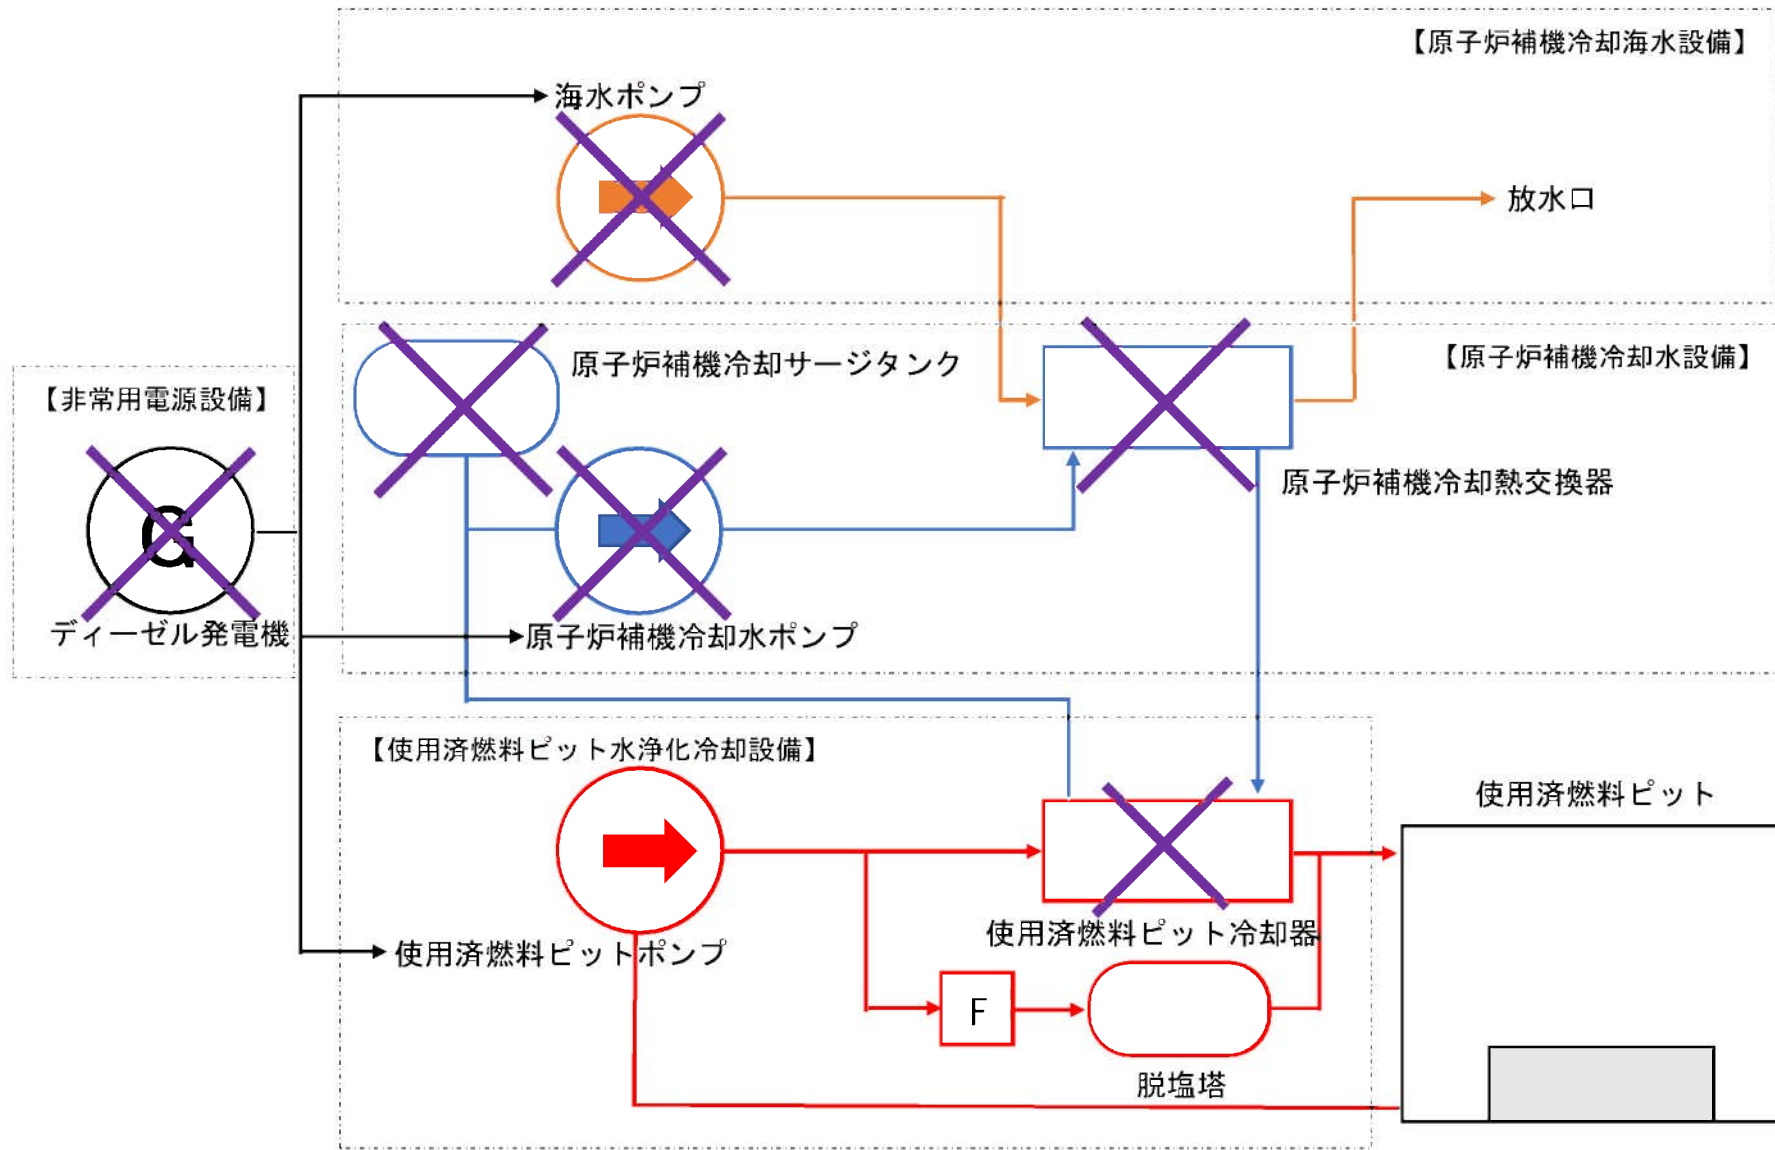 【原子炉補機冷却海水設備】
海水ポンプ
放水口
原子炉補機冷却サージタンク
【原子炉補機冷却水設備】
【非常用電源設備】
原子炉補機冷却熱交換器
G
ディーゼル発電機
原子炉補機冷却水ポンプ
【使用済燃料ピット水浄化冷却設備】
使用済燃料ピット
使用済燃料ピット冷却器
使用済燃料ピットポンプ
F
脱塩塔